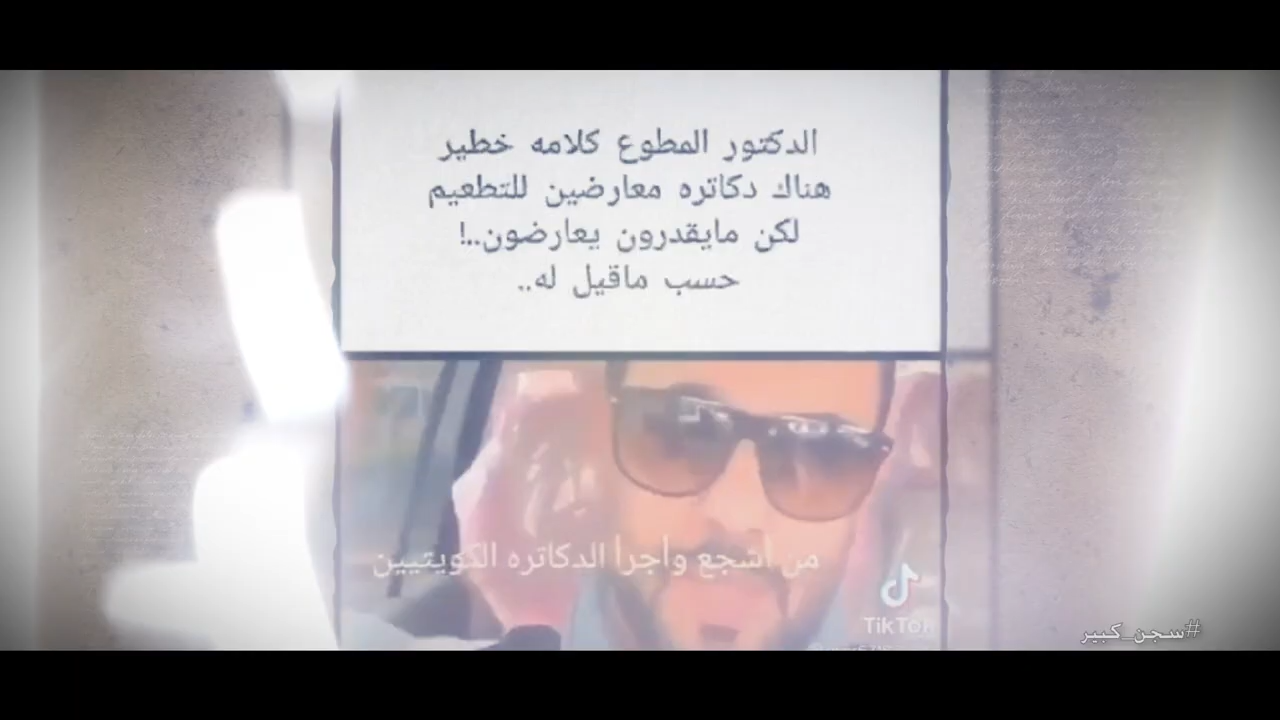 الدكتور المطوع كلامه خطير
هناك دكاتره معارضين للتطعيم
لكن مايقدرون يعارضون..!
حسب ماقيل له..
من اشجع وأجرأ الدكاتره الكويتيين
TikTok
#سجن_كبير